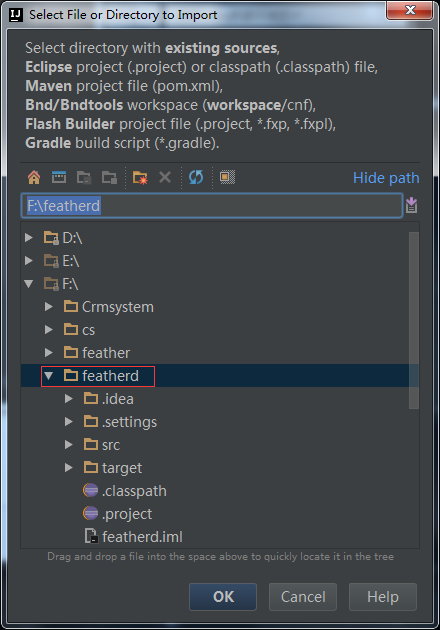 IJ Select File or Directory to Import
Select directory with existing sources,
Eclipse project (.project) or classpath (.classpath) file,
Maven project file (pom.xml),
Bnd/Bndtools workspace (workspace/cnf),
Flash Builder project file (.project, *.fxp, *.fxpl),
Gradle build script (*.gradle).
Hide path
F:\featherd
D:\
E:\
F:\
Crmsystem
cs
feather
featherd
.idea
.settings
src
target
.classpath
.project
featherd.iml
Drag and drop a file into the space above to quickly locate it in the tree
OK Cancel Help